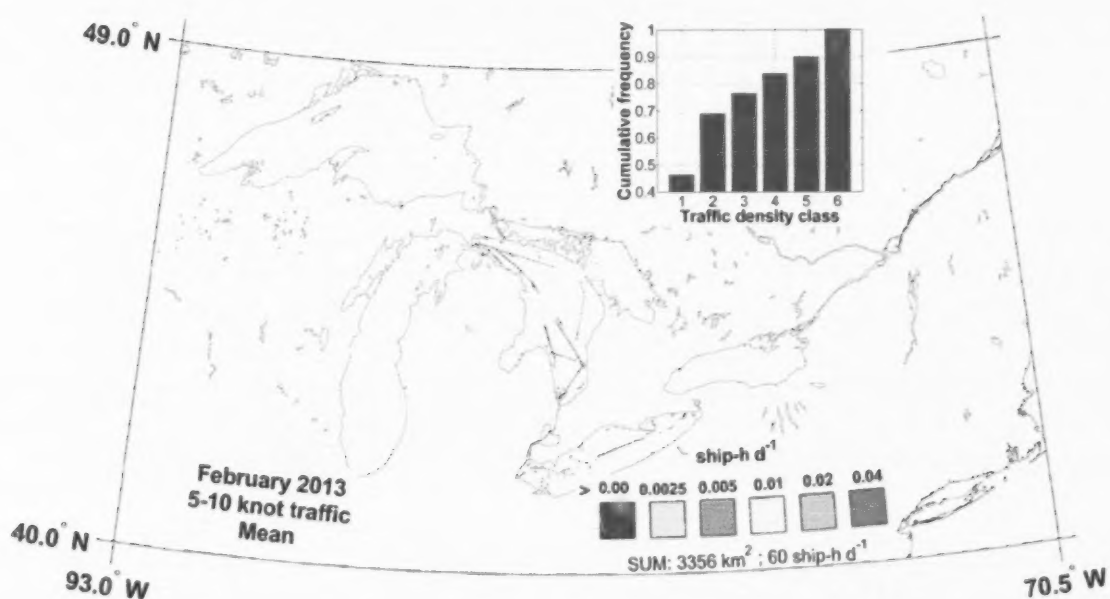 49.0° N
1
0.9
0.8
0.7
0.6
0.5
0.4
Cumulative frequency
1 2 3 4 5 6
Traffic density class
February 2013
5-10 knot traffic
Mean
ship-h d⁻¹
> 0.00 0.0025 0.005 0.01 0.02 0.04
SUM: 3356 km² ; 60 ship-h d⁻¹
40.0° N
93.0° W
70.5° W